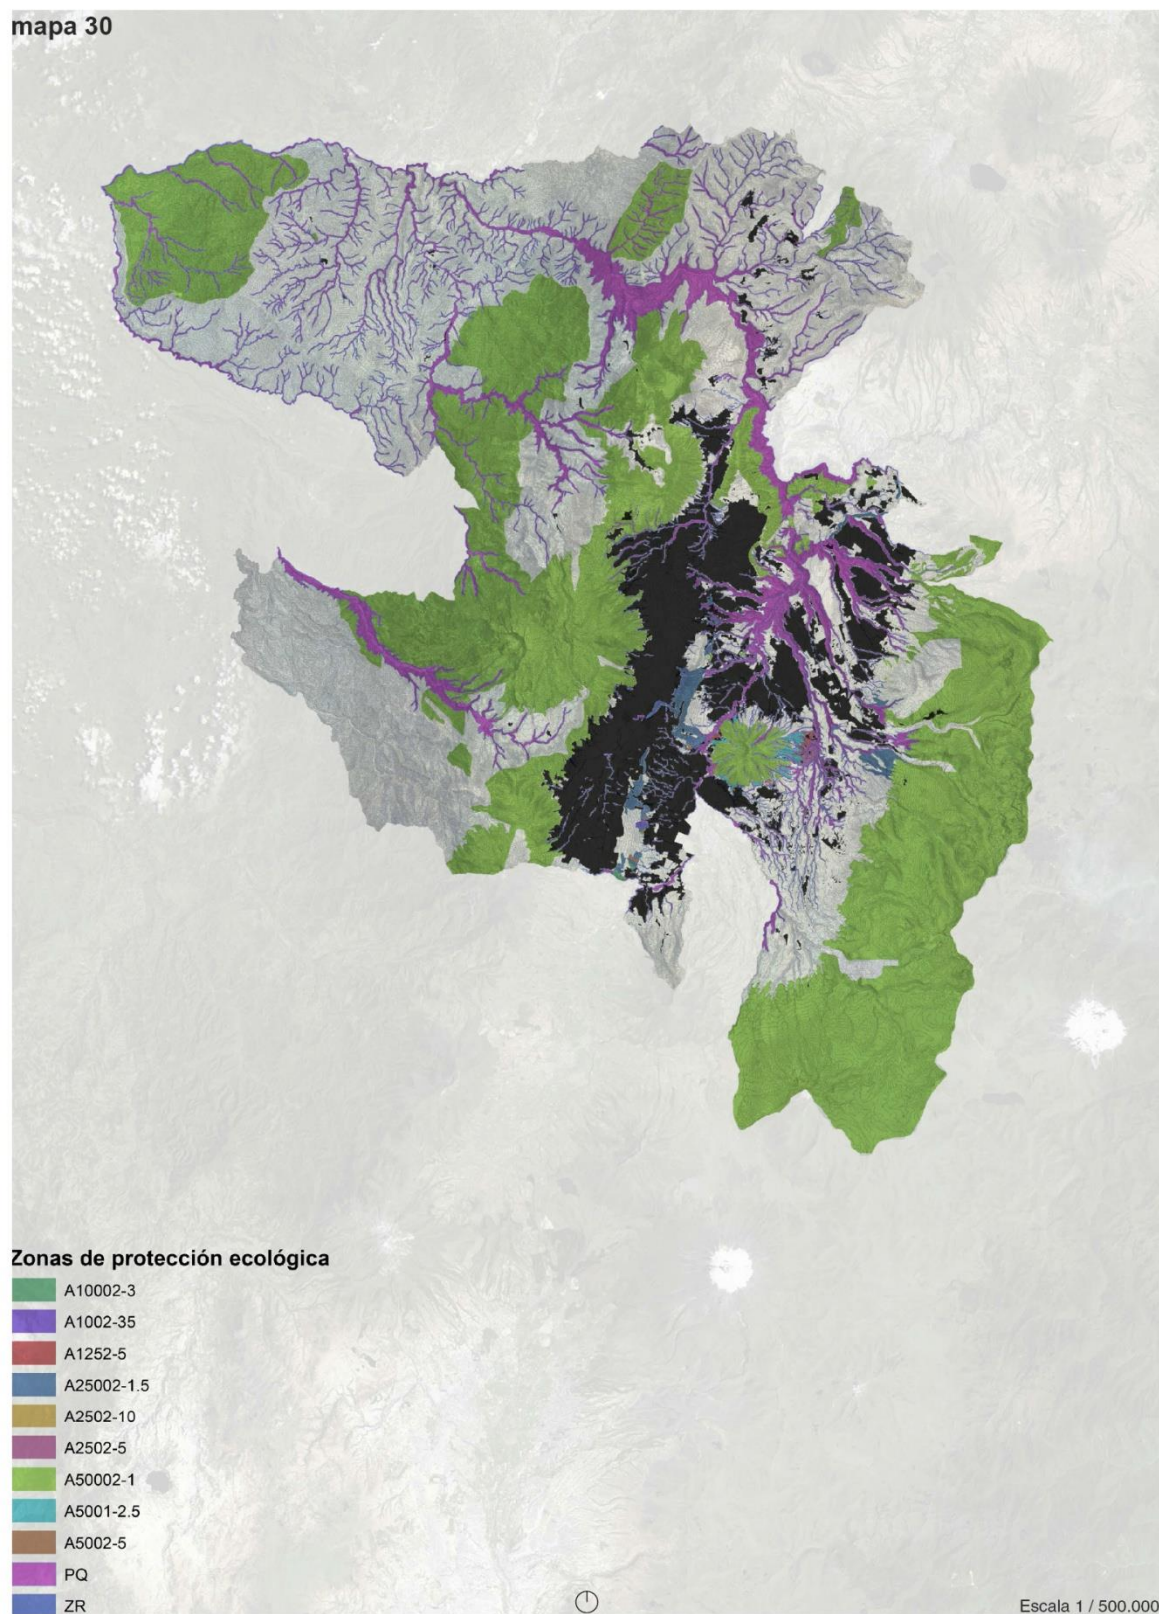 mapa 30
Zonas de protección ecológica
A10002-3
A1002-35
A1252-5
A25002-1.5
A2502-10
A2502-5
A50002-1
A5001-2.5
A5002-5
PQ
ZR
Escala 1 / 500.000